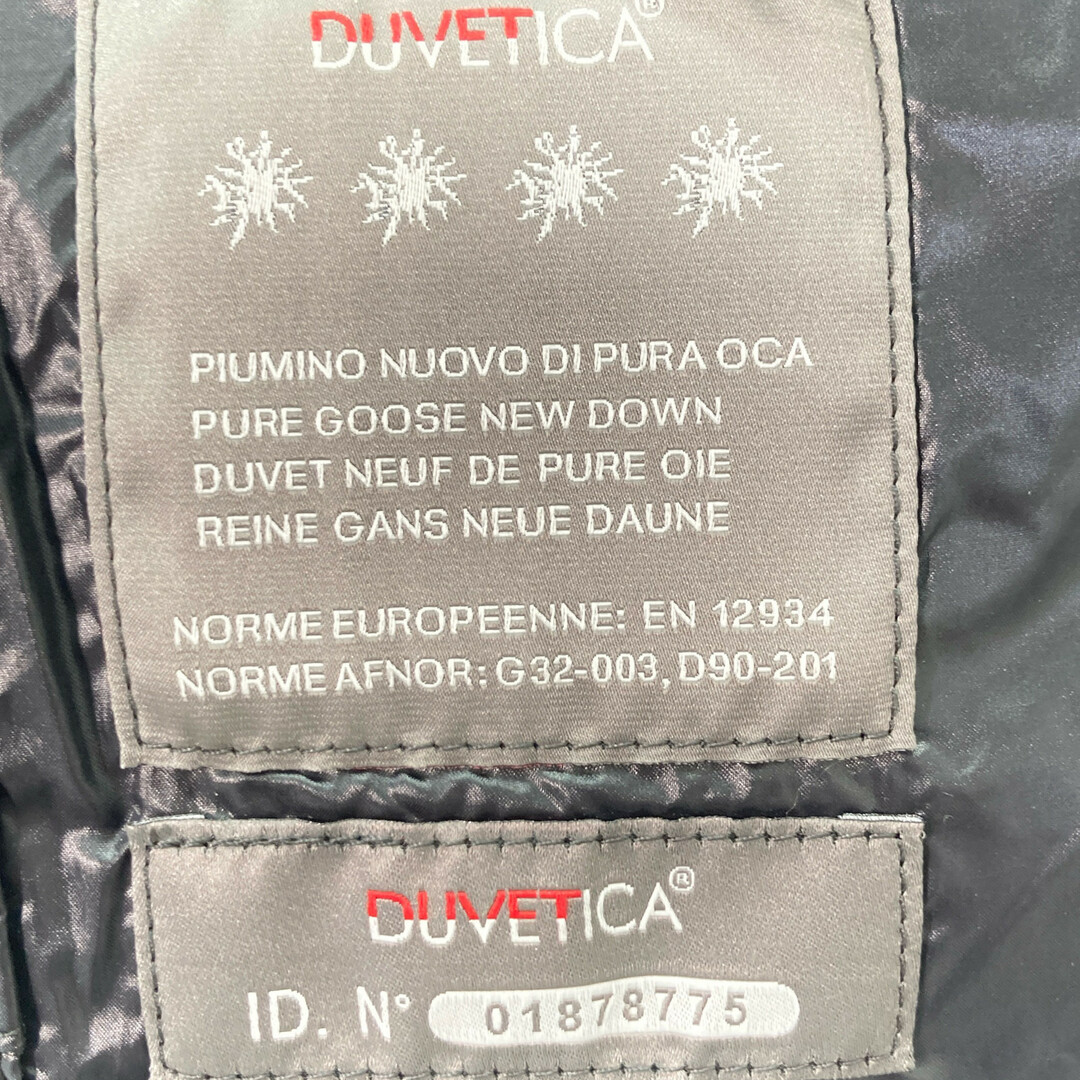 DUVETICA®
PIUMINO NUOVO DI PURA OCA
PURE GOOSE NEW DOWN
DUVET NEUF DE PURE OIE
REINE GANS NEUE DAUNE
NORME EUROPEENNE: EN 12934
NORME AFNOR: G32-003, D90-201
DUVETICA®
ID. N° 01878775